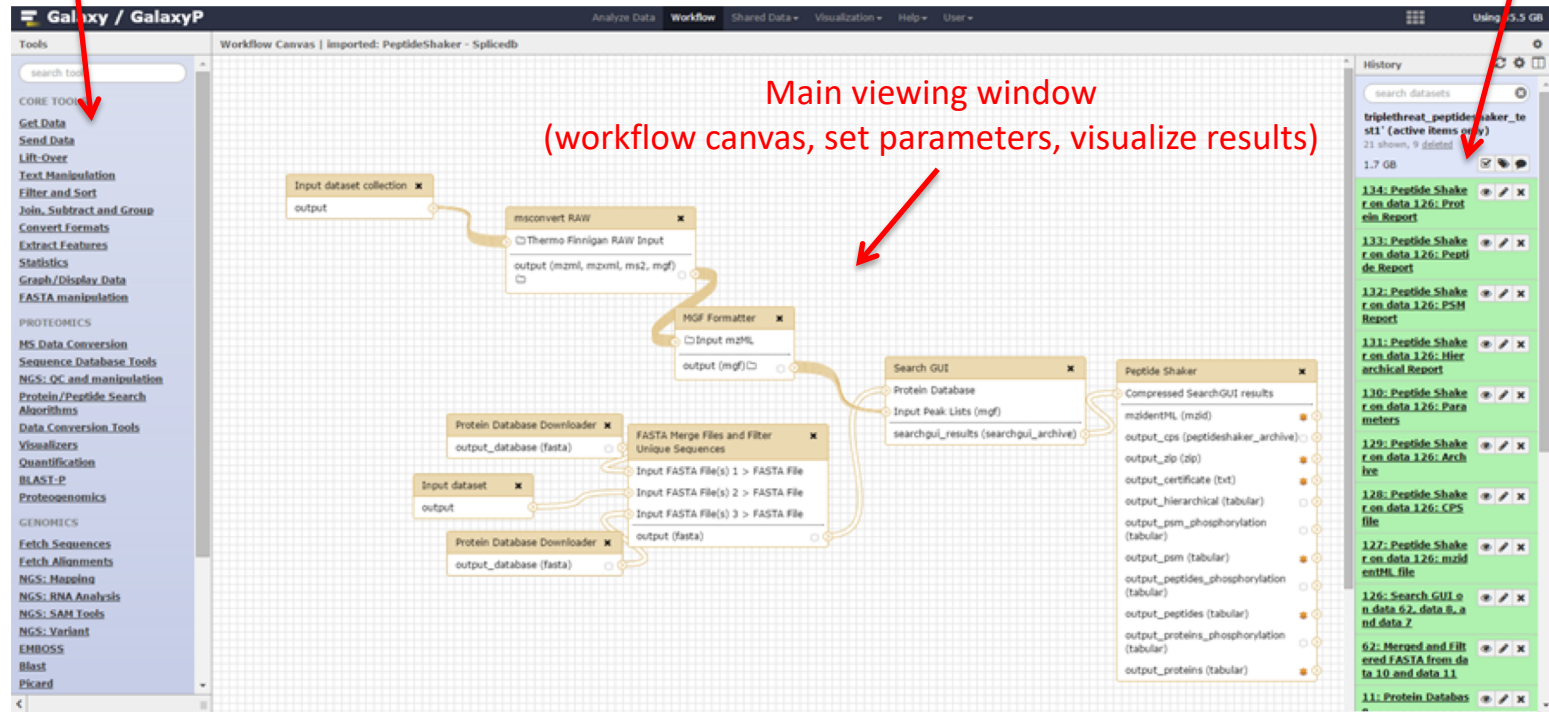 Galaxy / GalaxyP
Analyze Data Workflow Shared Data Visualization Help User
Using 5.5 GB
Tools
Workflow Canvas | imported: PeptideShaker - Splicedb
History
search tools
CORE TOOLS
Get Data
Send Data
Lift-Over
Text Manipulation
Filter and Sort
Join, Subtract and Group
Convert Formats
Extract Features
Statistics
Graph/Display Data
FASTA manipulation
PROTEOMICS
MS Data Conversion
Sequence Database Tools
NGS: QC and manipulation
Protein/Peptide Search
Algorithms
Data Conversion Tools
Visualizers
Quantification
BLAST-P
Proteogenomics
GENOMICS
Fetch Sequences
Fetch Alignments
NGS: Mapping
NGS: RNA Analysis
NGS: SAM Tools
NGS: Variant
EMBOSS
Blast
Picard
Main viewing window
(workflow canvas, set parameters, visualize results)
Input dataset collection
output
msconvert RAW
Thermo Finnigan RAW Input
output (mzml, mzxml, ms2, mgf)
MGF Formatter
Input mzML
output (mgf)
Protein Database Downloader
output_database (fasta)
Input dataset
output
Protein Database Downloader
output_database (fasta)
FASTA Merge Files and Filter
Unique Sequences
Input FASTA File(s) 1 > FASTA File
Input FASTA File(s) 2 > FASTA File
Input FASTA File(s) 3 > FASTA File
output (fasta)
Search GUI
Protein Database
Input Peak Lists (mgf)
searchgui_results (searchgui_archive)
Peptide Shaker
Compressed SearchGUI results
mzidentML (mzid)
output_cps (peptideshaker_archive)
output_zip (zip)
output_certificate (txt)
output_hierarchical (tabular)
output_psm_phosphorylation
(tabular)
output_psm (tabular)
output_peptides_phosphorylation
(tabular)
output_peptides (tabular)
output_proteins_phosphorylation
(tabular)
output_proteins (tabular)
search datasets
triplethreat_peptideshaker_te
st1' (active items only)
21 shown, 9 deleted
1.7 GB
134: Peptide Shake
r on data 126: Prot
ein Report
133: Peptide Shake
r on data 126: Pepti
de Report
132: Peptide Shake
r on data 126: PSM
Report
131: Peptide Shake
r on data 126: Hier
archical Report
130: Peptide Shake
r on data 126: Para
meters
129: Peptide Shake
r on data 126: Arch
ive
128: Peptide Shake
r on data 126: CPS
file
127: Peptide Shake
r on data 126: mzid
entML file
126: Search GUI o
n data 62, data 8, a
nd data 7
62: Merged and Filt
ered FASTA from da
ta 10 and data 11
11: Protein Databas